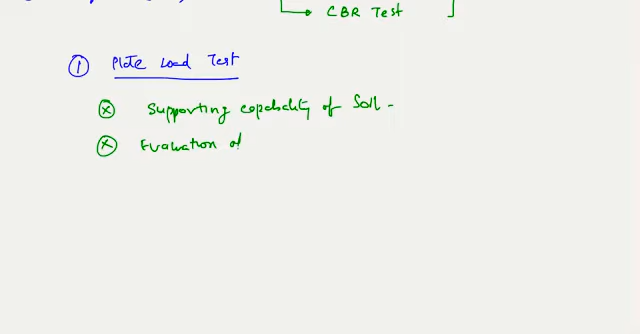 CBR Test
① Plate Load Test
ⓧ Supporting capability of Soil -
ⓧ Evaluation of